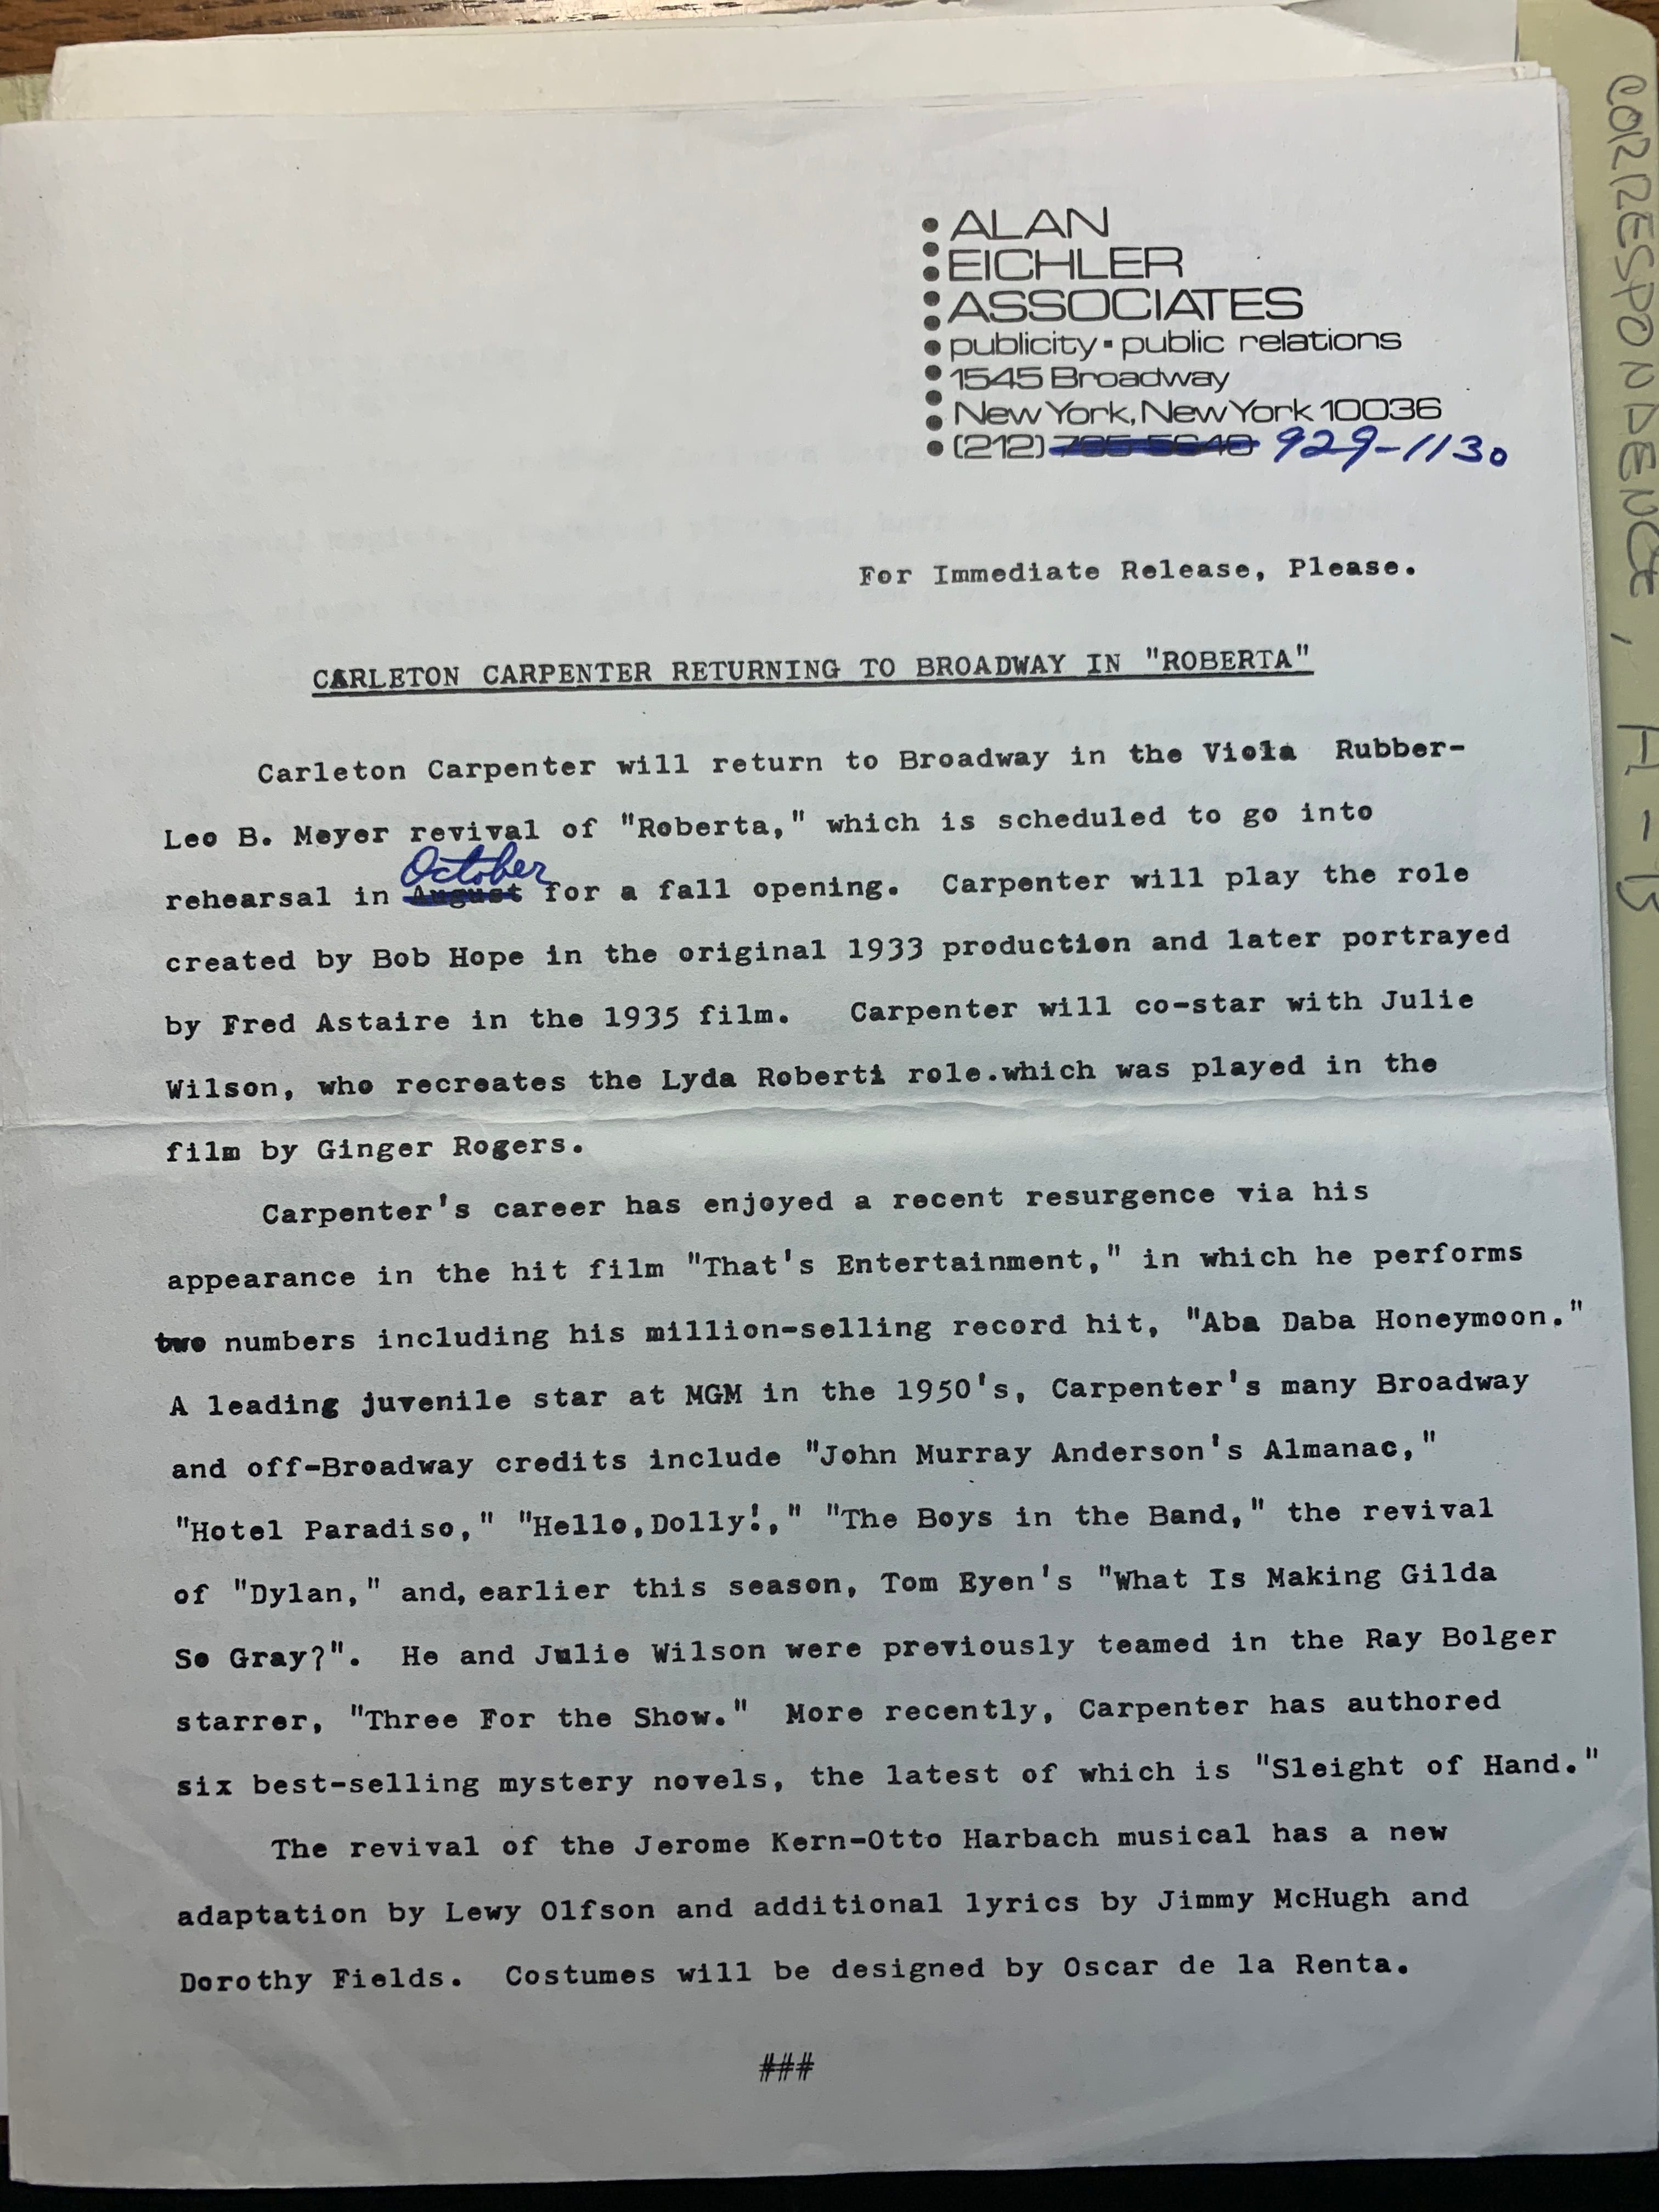 ALAN
EICHLER
ASSOCIATES
publicity ▪ public relations
1545 Broadway
New York, New York 10036
(212) 929-1130
For Immediate Release, Please.
CARLETON CARPENTER RETURNING TO BROADWAY IN "ROBERTA"
Carleton Carpenter will return to Broadway in the Viola Rubber-
Leo B. Meyer revival of "Roberta," which is scheduled to go into
October
rehearsal in August for a fall opening. Carpenter will play the role
created by Bob Hope in the original 1933 production and later portrayed
by Fred Astaire in the 1935 film. Carpenter will co-star with Julie
Wilson, who recreates the Lyda Roberti role.which was played in the
film by Ginger Rogers.
Carpenter's career has enjoyed a recent resurgence via his
appearance in the hit film "That's Entertainment," in which he performs
two numbers including his million-selling record hit, "Aba Daba Honeymoon."
A leading juvenile star at MGM in the 1950's, Carpenter's many Broadway
and off-Broadway credits include "John Murray Anderson's Almanac,"
"Hotel Paradiso," "Hello, Dolly!," "The Boys in the Band," the revival
of "Dylan," and, earlier this season, Tom Eyen's "What Is Making Gilda
So Gray?". He and Julie Wilson were previously teamed in the Ray Bolger
starrer, "Three For the Show." More recently, Carpenter has authored
six best-selling mystery novels, the latest of which is "Sleight of Hand."
The revival of the Jerome Kern-Otto Harbach musical has a new
adaptation by Lewy Olfson and additional lyrics by Jimmy McHugh and
Dorothy Fields. Costumes will be designed by Oscar de la Renta.
###
CORRESPONDENCE, A-B